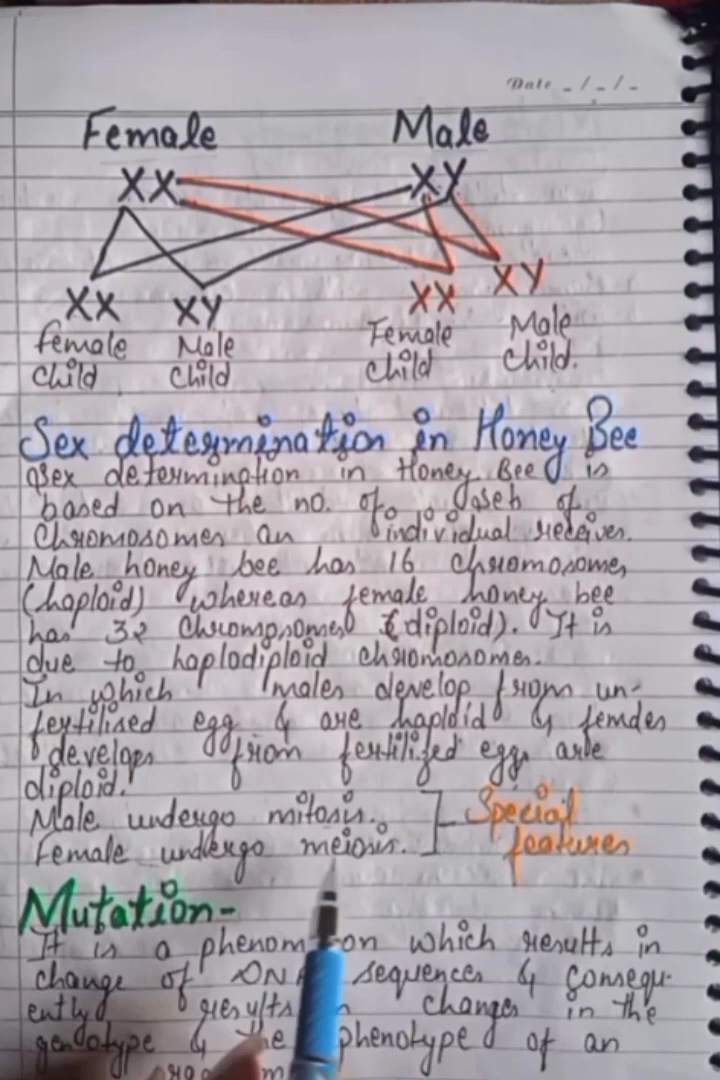 Date _/_/_
Female Male
XX XY
XX XY XX XY
Female Male Female Male
Child Child Child Child.
Sex determination in Honey Bee
Sex determination in Honey Bee is
based on the no. of seh of
Chromosomes an individual receiver.
Male honey bee has 16 chromosomes
(haploid) whereas female honey bee
has 32 Chromosomes (diploid). It is
due to haplodiploid chromosomes.
In which males develop from un-
fertilised egg & are haploid & females
develops from fertilized egg are
diploid.
Male undergo mitosis. Special
Female undergo meiosis. features
Mutation-
It is a phenom on which results in
change of DNA sequences & Consequ-
ently results changes in the
genotype & the phenotype of an